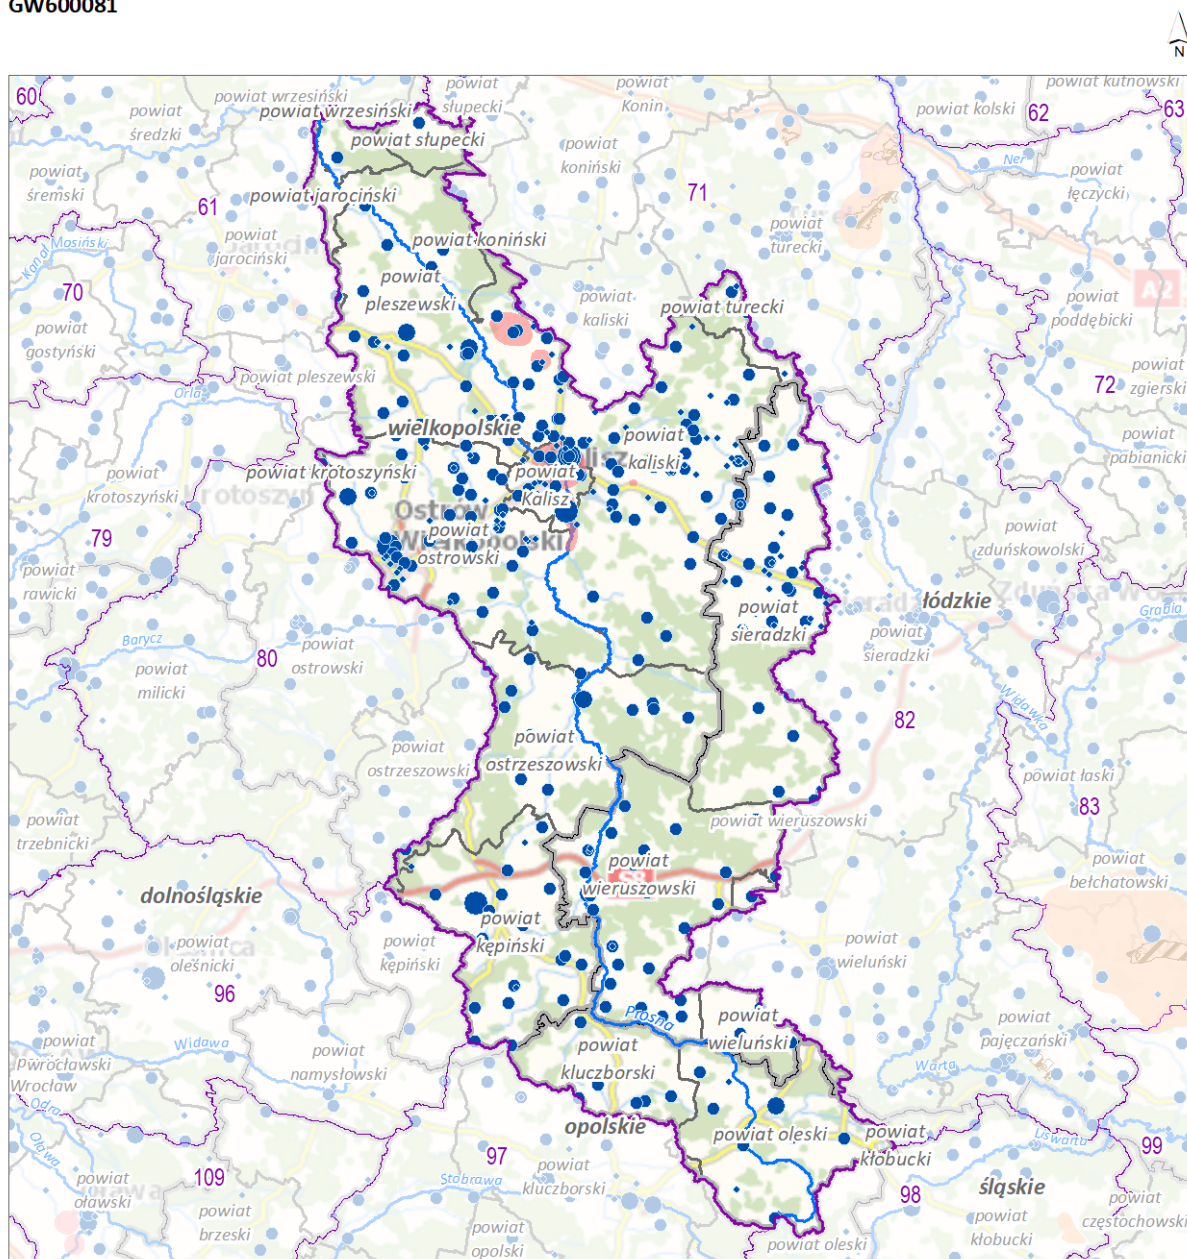 GW600081
N
60
powiat
średzki
powiat wrzesiński
powiat wrzesiński
powiat słupecki
powiat
słupecki
powiat
Konin
powiat kolski
62
powiat kutnowski
63
powiat
koniński
Ner
powiat
łęczycki
powiat
śremski
61
powiat jarociński
71
powiat
jarociński
powiat koniński
powiat
turecki
Kanał Mosiński
70
powiat
pleszewski
powiat
kaliski
powiat turecki
A2
powiat
poddębicki
powiat
gostyński
powiat pleszewski
Orla
72
powiat
zgierski
wielkopolskie
powiat
kaliski
powiat
pabianicki
powiat krotoszyński
powiat
krotoszyński
Krotoszyn
powiat
Kalisz
Ostrów
Wielkopolski
powiat
ostrowski
79
powiat
zduńskowolski
powiat
rawicki
powiat
sieradzki
łódzkie
Grabia
Barycz
80
powiat
ostrowski
powiat
milicki
powiat
sieradzki
Widawka
82
powiat
ostrzeszowski
powiat
ostrzeszowski
powiat łaski
83
powiat
trzebnicki
powiat wieruszowski
powiat
wieruszowski
S8
powiat
bełchatowski
dolnośląskie
powiat
oleśnicki
powiat
kępiński
powiat
kępiński
powiat
wieluński
96
Prosna
powiat
wieluński
powiat
pajęczański
Widawa
powiat
pwrocławski
Wrocław
powiat
namysłowski
powiat
kluczborski
Warta
Odra
Oława
opolskie
powiat oleski
powiat
kłobucki
Liswarta
99
97
109
powiat
oławski
Stobrawa
powiat
kluczborski
98
śląskie
powiat
częstochowski
powiat
brzeski
powiat
opolski
powiat oleski
powiat
kłobucki